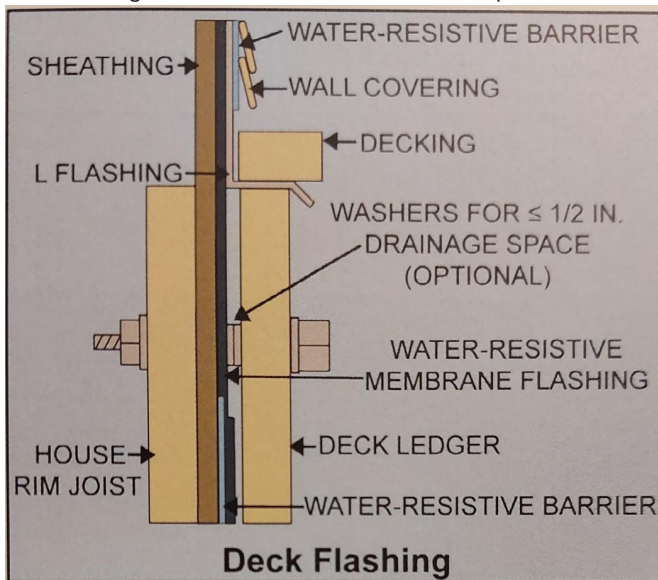 WATER-RESISTIVE BARRIER
SHEATHING
WALL COVERING
DECKING
L FLASHING
WASHERS FOR ≤ 1/2 IN.
DRAINAGE SPACE
(OPTIONAL)
WATER-RESISTIVE
MEMBRANE FLASHING
HOUSE
RIM JOIST
DECK LEDGER
WATER-RESISTIVE BARRIER
Deck Flashing